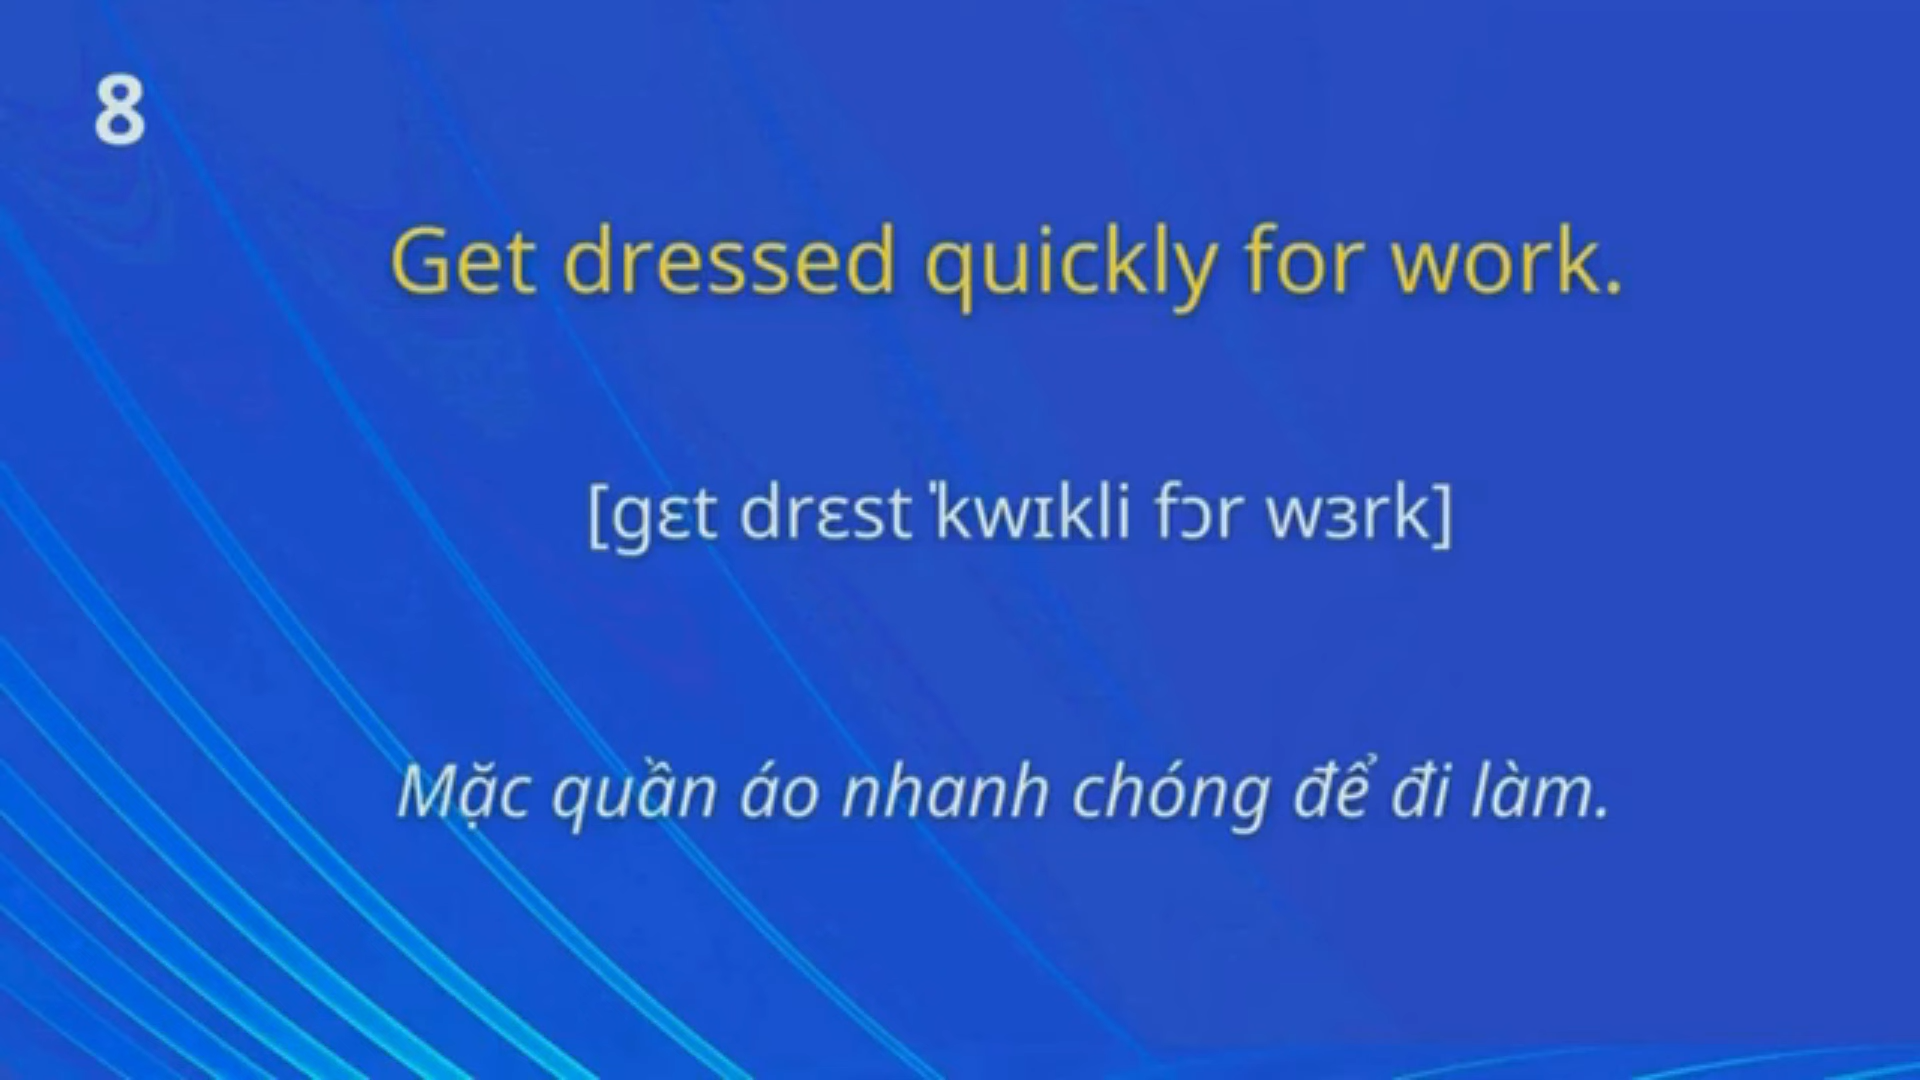 8
Get dressed quickly for work.
[gɛt drɛst ˈkwɪkli fɔr wɜrk]
Mặc quần áo nhanh chóng để đi làm.